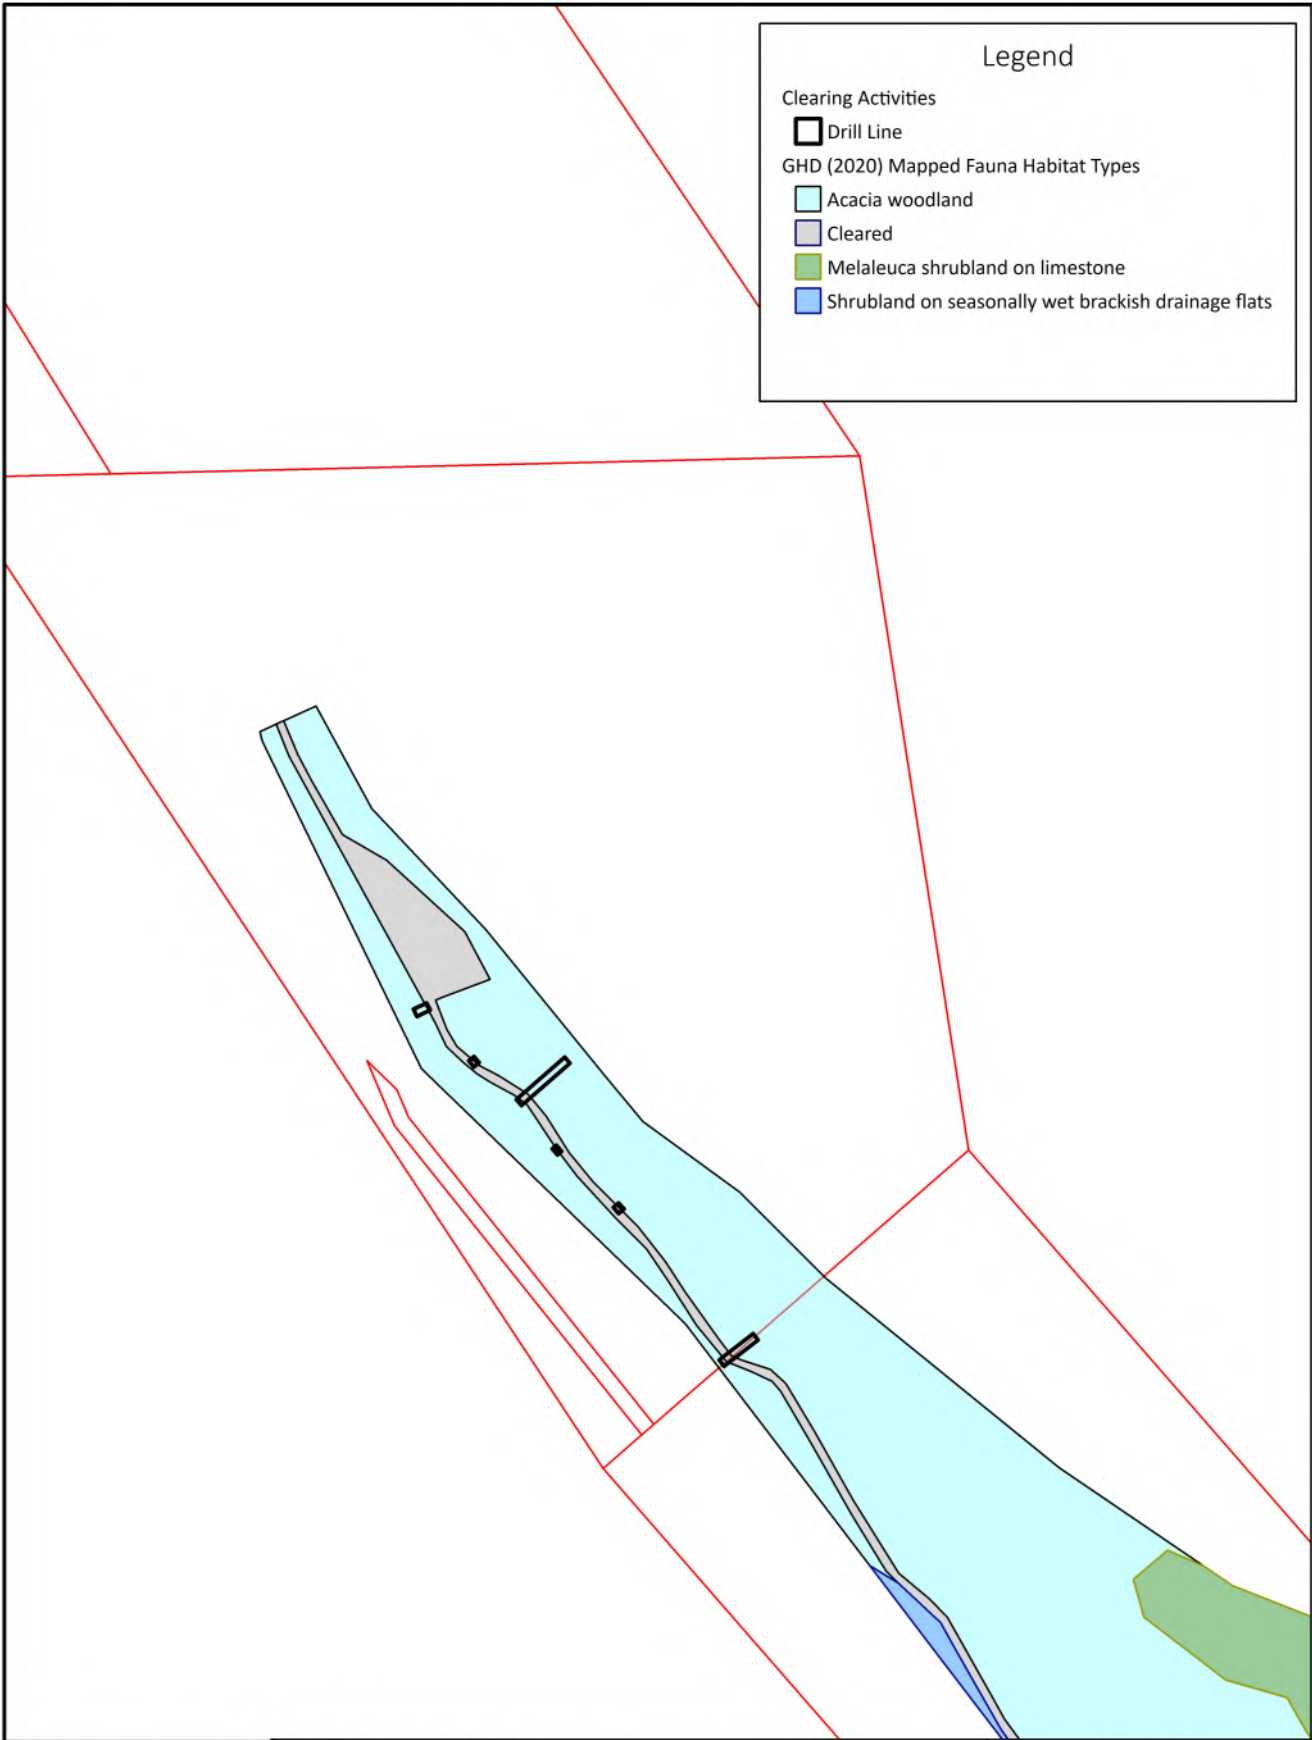 Legend
Clearing Activities
Drill Line
GHD (2020) Mapped Fauna Habitat Types
Acacia woodland
Cleared
Melaleuca shrubland on limestone
Shrubland on seasonally wet brackish drainage flats